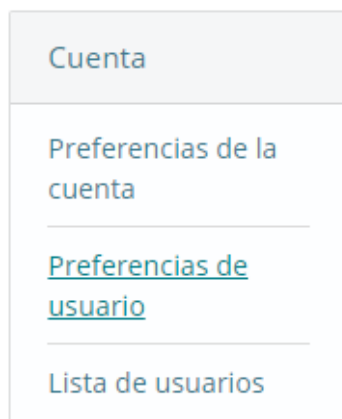 Cuenta
Preferencias de la
cuenta
Preferencias de
usuario
Lista de usuarios